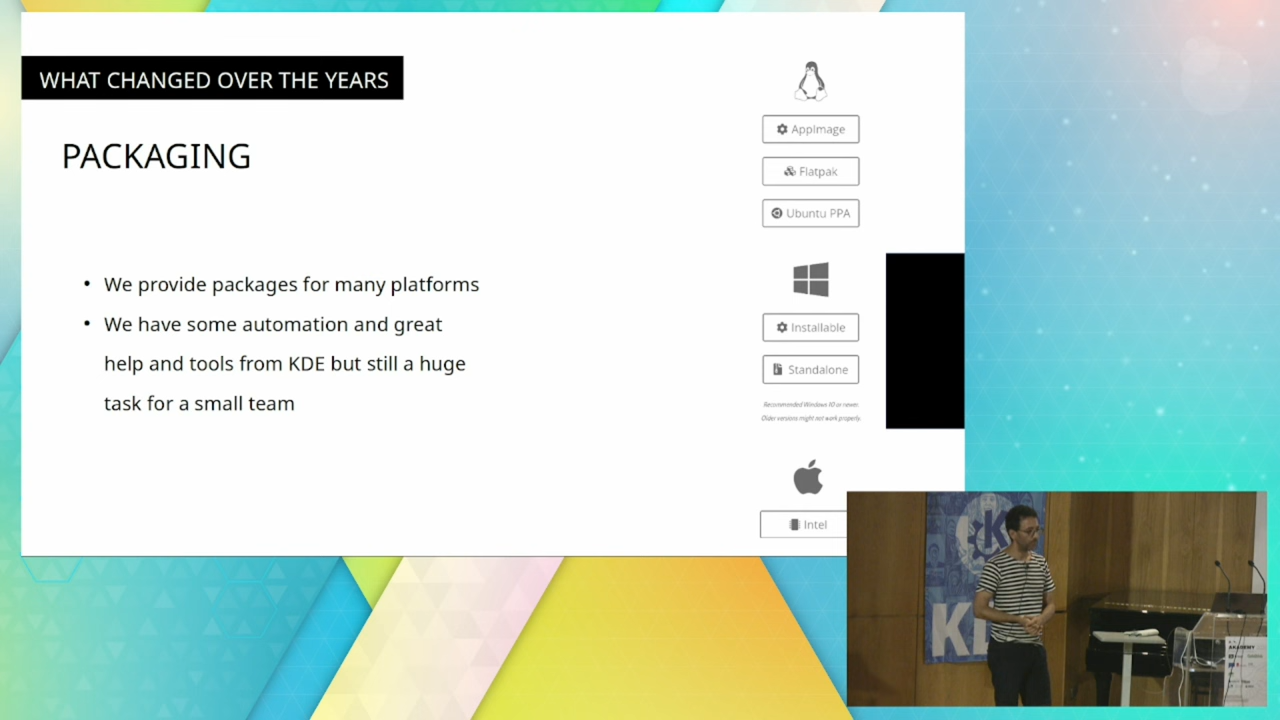 WHAT CHANGED OVER THE YEARS
PACKAGING
• We provide packages for many platforms
• We have some automation and great
help and tools from KDE but still a huge
task for a small team
AppImage
Flatpak
Ubuntu PPA
Installable
Standalone
Recommended Windows 10 or newer.
Older versions might not work properly.
Intel
K
AKADEMY